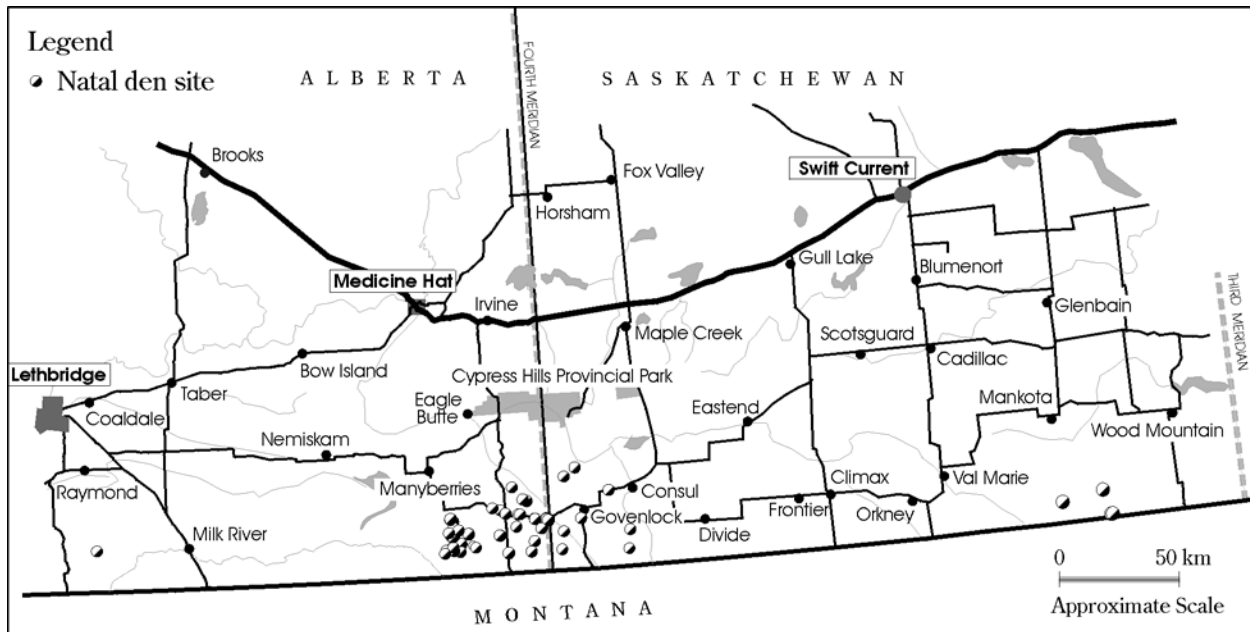 Legend
Natal den site
A L B E R T A
FOURTH MERIDIAN
S A S K A T C H E W A N
Brooks
Fox Valley
Horsham
Swift Current
Medicine Hat
Irvine
Gull Lake
Blumenort
Glenbain
THIRD MERIDIAN
Maple Creek
Scotsguard
Cadillac
Bow Island
Lethbridge
Taber
Coaldale
Cypress Hills Provincial Park
Eagle
Butte
Eastend
Mankota
Wood Mountain
Nemiskam
Manyberries
Raymond
Consul
Climax
Val Marie
Govenlock
Frontier
Orkney
Divide
Milk River
0 50 km
Approximate Scale
M O N T A N A